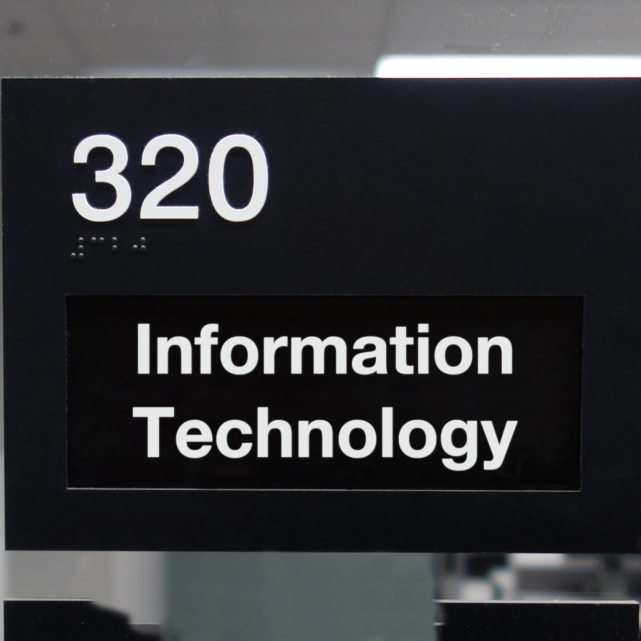 320
⠼⠉⠃⠚
Information
Technology